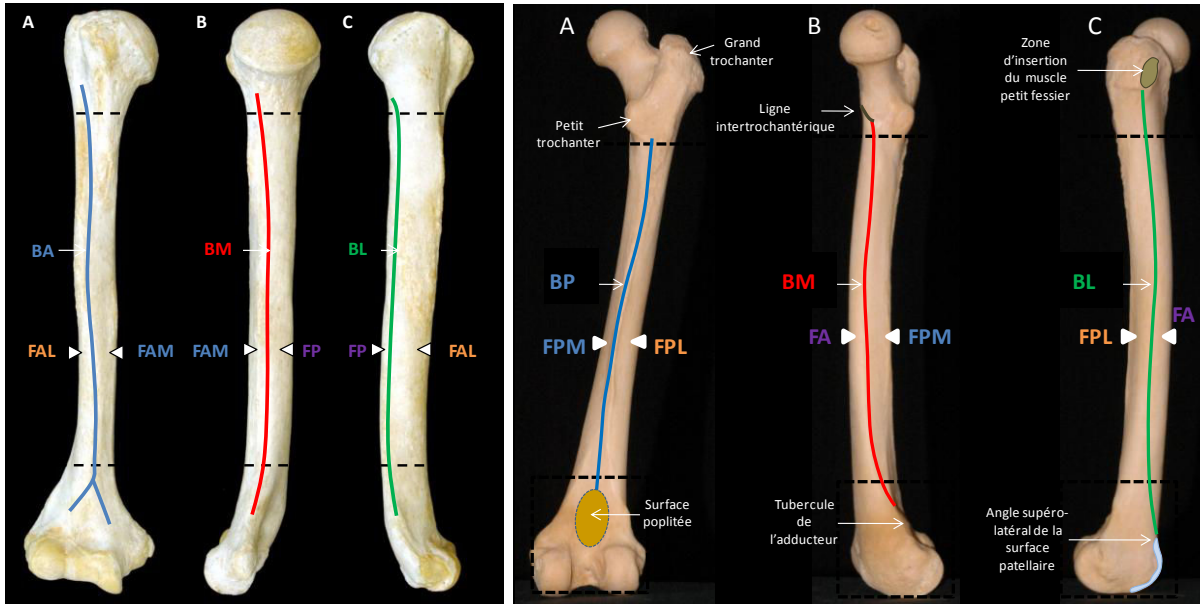 A
B
C
BA
BM
BL
FAL
FAM
FAM
FP
FP
FAL
A
B
C
Grand
trochanter
Petit
trochanter
Ligne
intertrochantérique
Zone
d'insertion
du muscle
petit fessier
BP
BM
BL
FPM
FPL
FA
FPM
FPL
FA
Surface
poplitée
Tubercule
de
l'adducteur
Angle supéro-
latéral de la
surface
patellaire